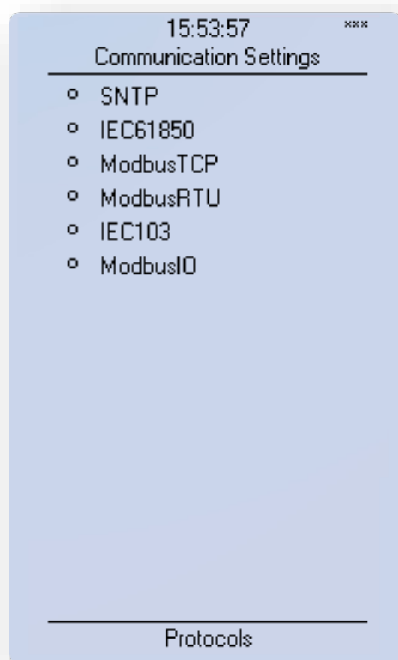 15:53:57 ***
Communication Settings
SNTP
IEC61850
ModbusTCP
ModbusRTU
IEC103
ModbusIO
Protocols